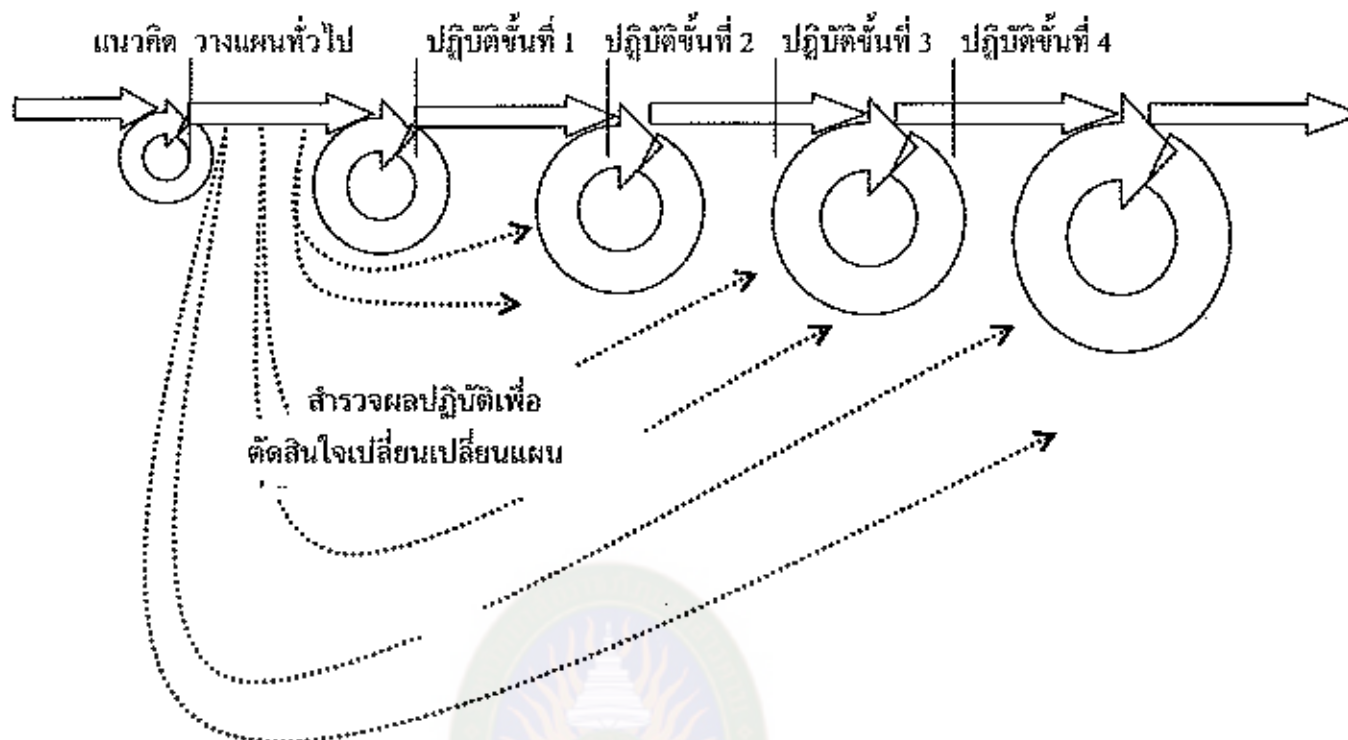 แนวคิด วางแผนทั่วไป ปฏิบัติขั้นที่ 1 ปฏิบัติขั้นที่ 2 ปฏิบัติขั้นที่ 3 ปฏิบัติขั้นที่ 4
สำรวจผลปฏิบัติเพื่อ
ตัดสินใจเปลี่ยนเปลี่ยนแผน